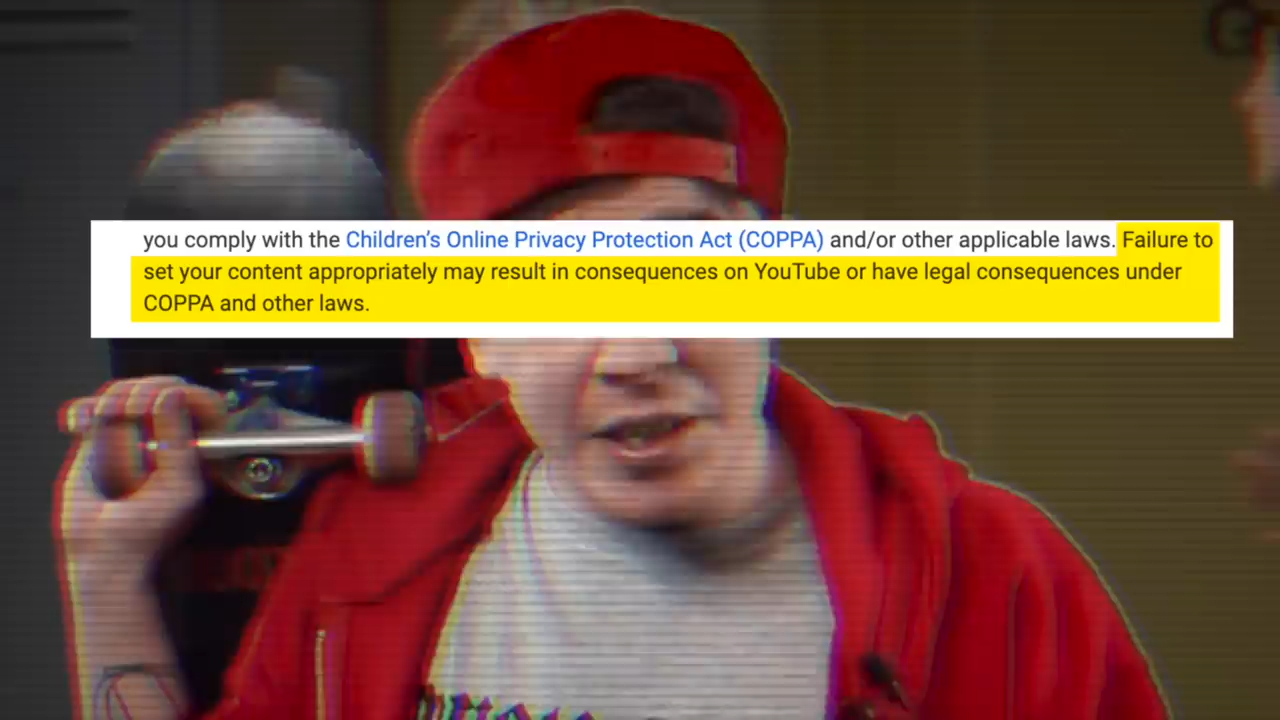 you comply with the Children's Online Privacy Protection Act (COPPA) and/or other applicable laws. Failure to
set your content appropriately may result in consequences on YouTube or have legal consequences under
COPPA and other laws.